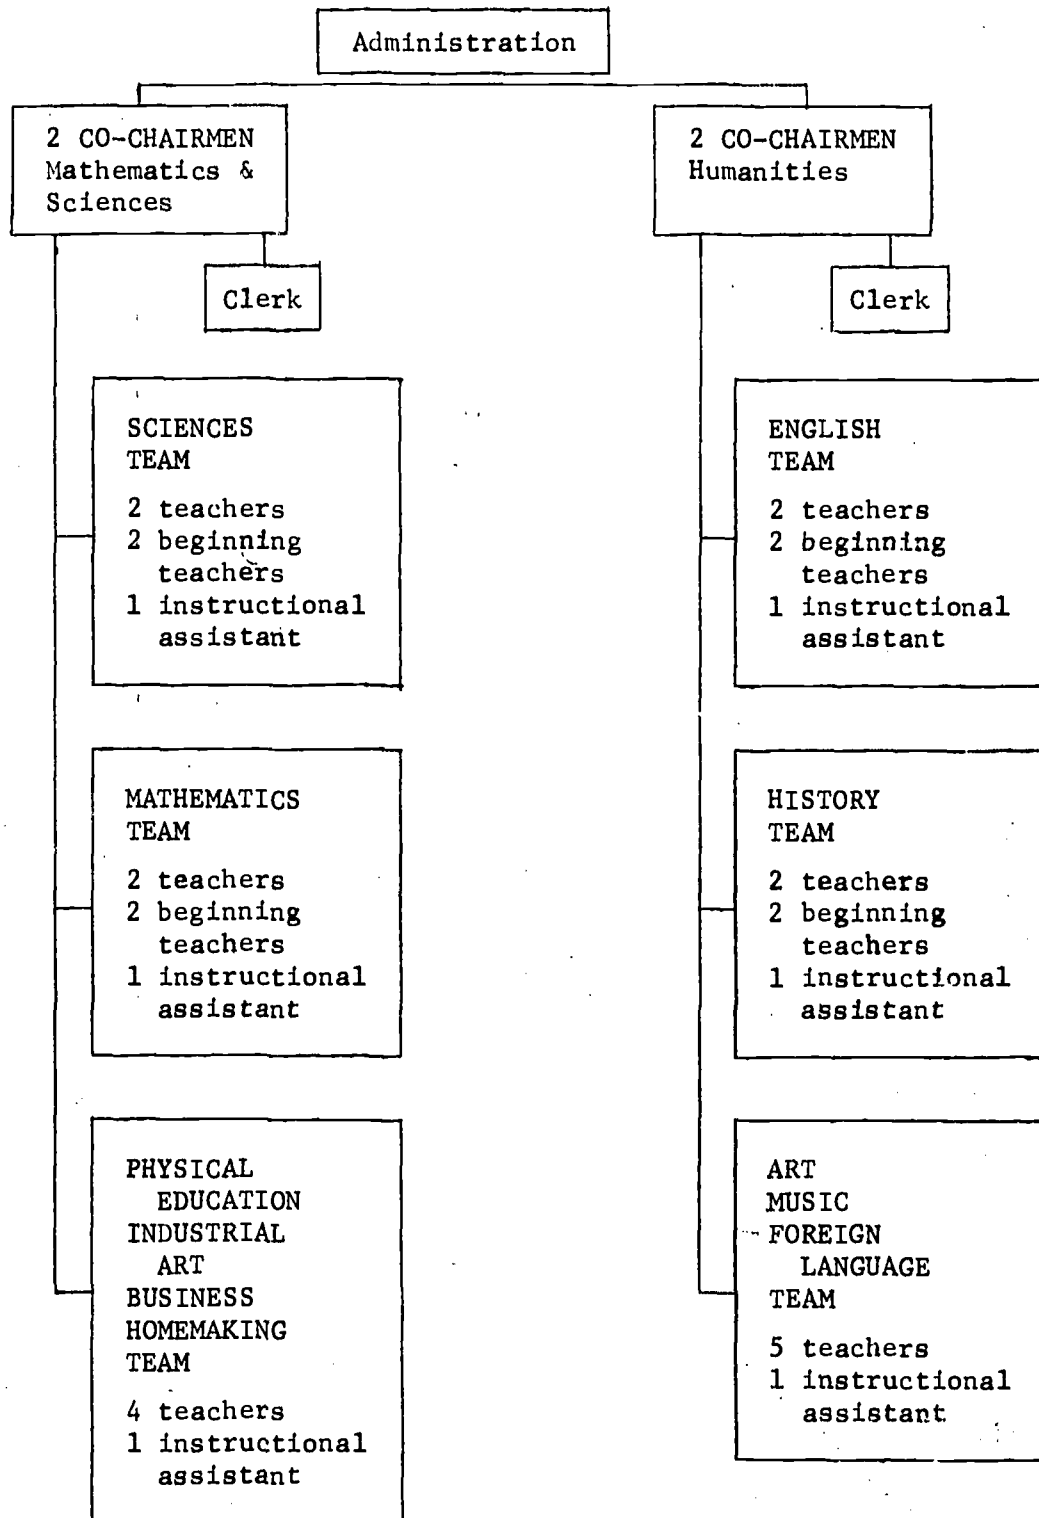 Administration
2 CO-CHAIRMEN
Mathematics &
Sciences
Clerk
SCIENCES
TEAM
2 teachers
2 beginning
teachers
1 instructional
assistant
MATHEMATICS
TEAM
2 teachers
2 beginning
teachers
1 instructional
assistant
PHYSICAL
EDUCATION
INDUSTRIAL
ART
BUSINESS
HOMEMAKING
TEAM
4 teachers
1 instructional
assistant
2 CO-CHAIRMEN
Humanities
Clerk
ENGLISH
TEAM
2 teachers
2 beginning
teachers
1 instructional
assistant
HISTORY
TEAM
2 teachers
2 beginning
teachers
1 instructional
assistant
ART
MUSIC
FOREIGN
LANGUAGE
TEAM
5 teachers
1 instructional
assistant